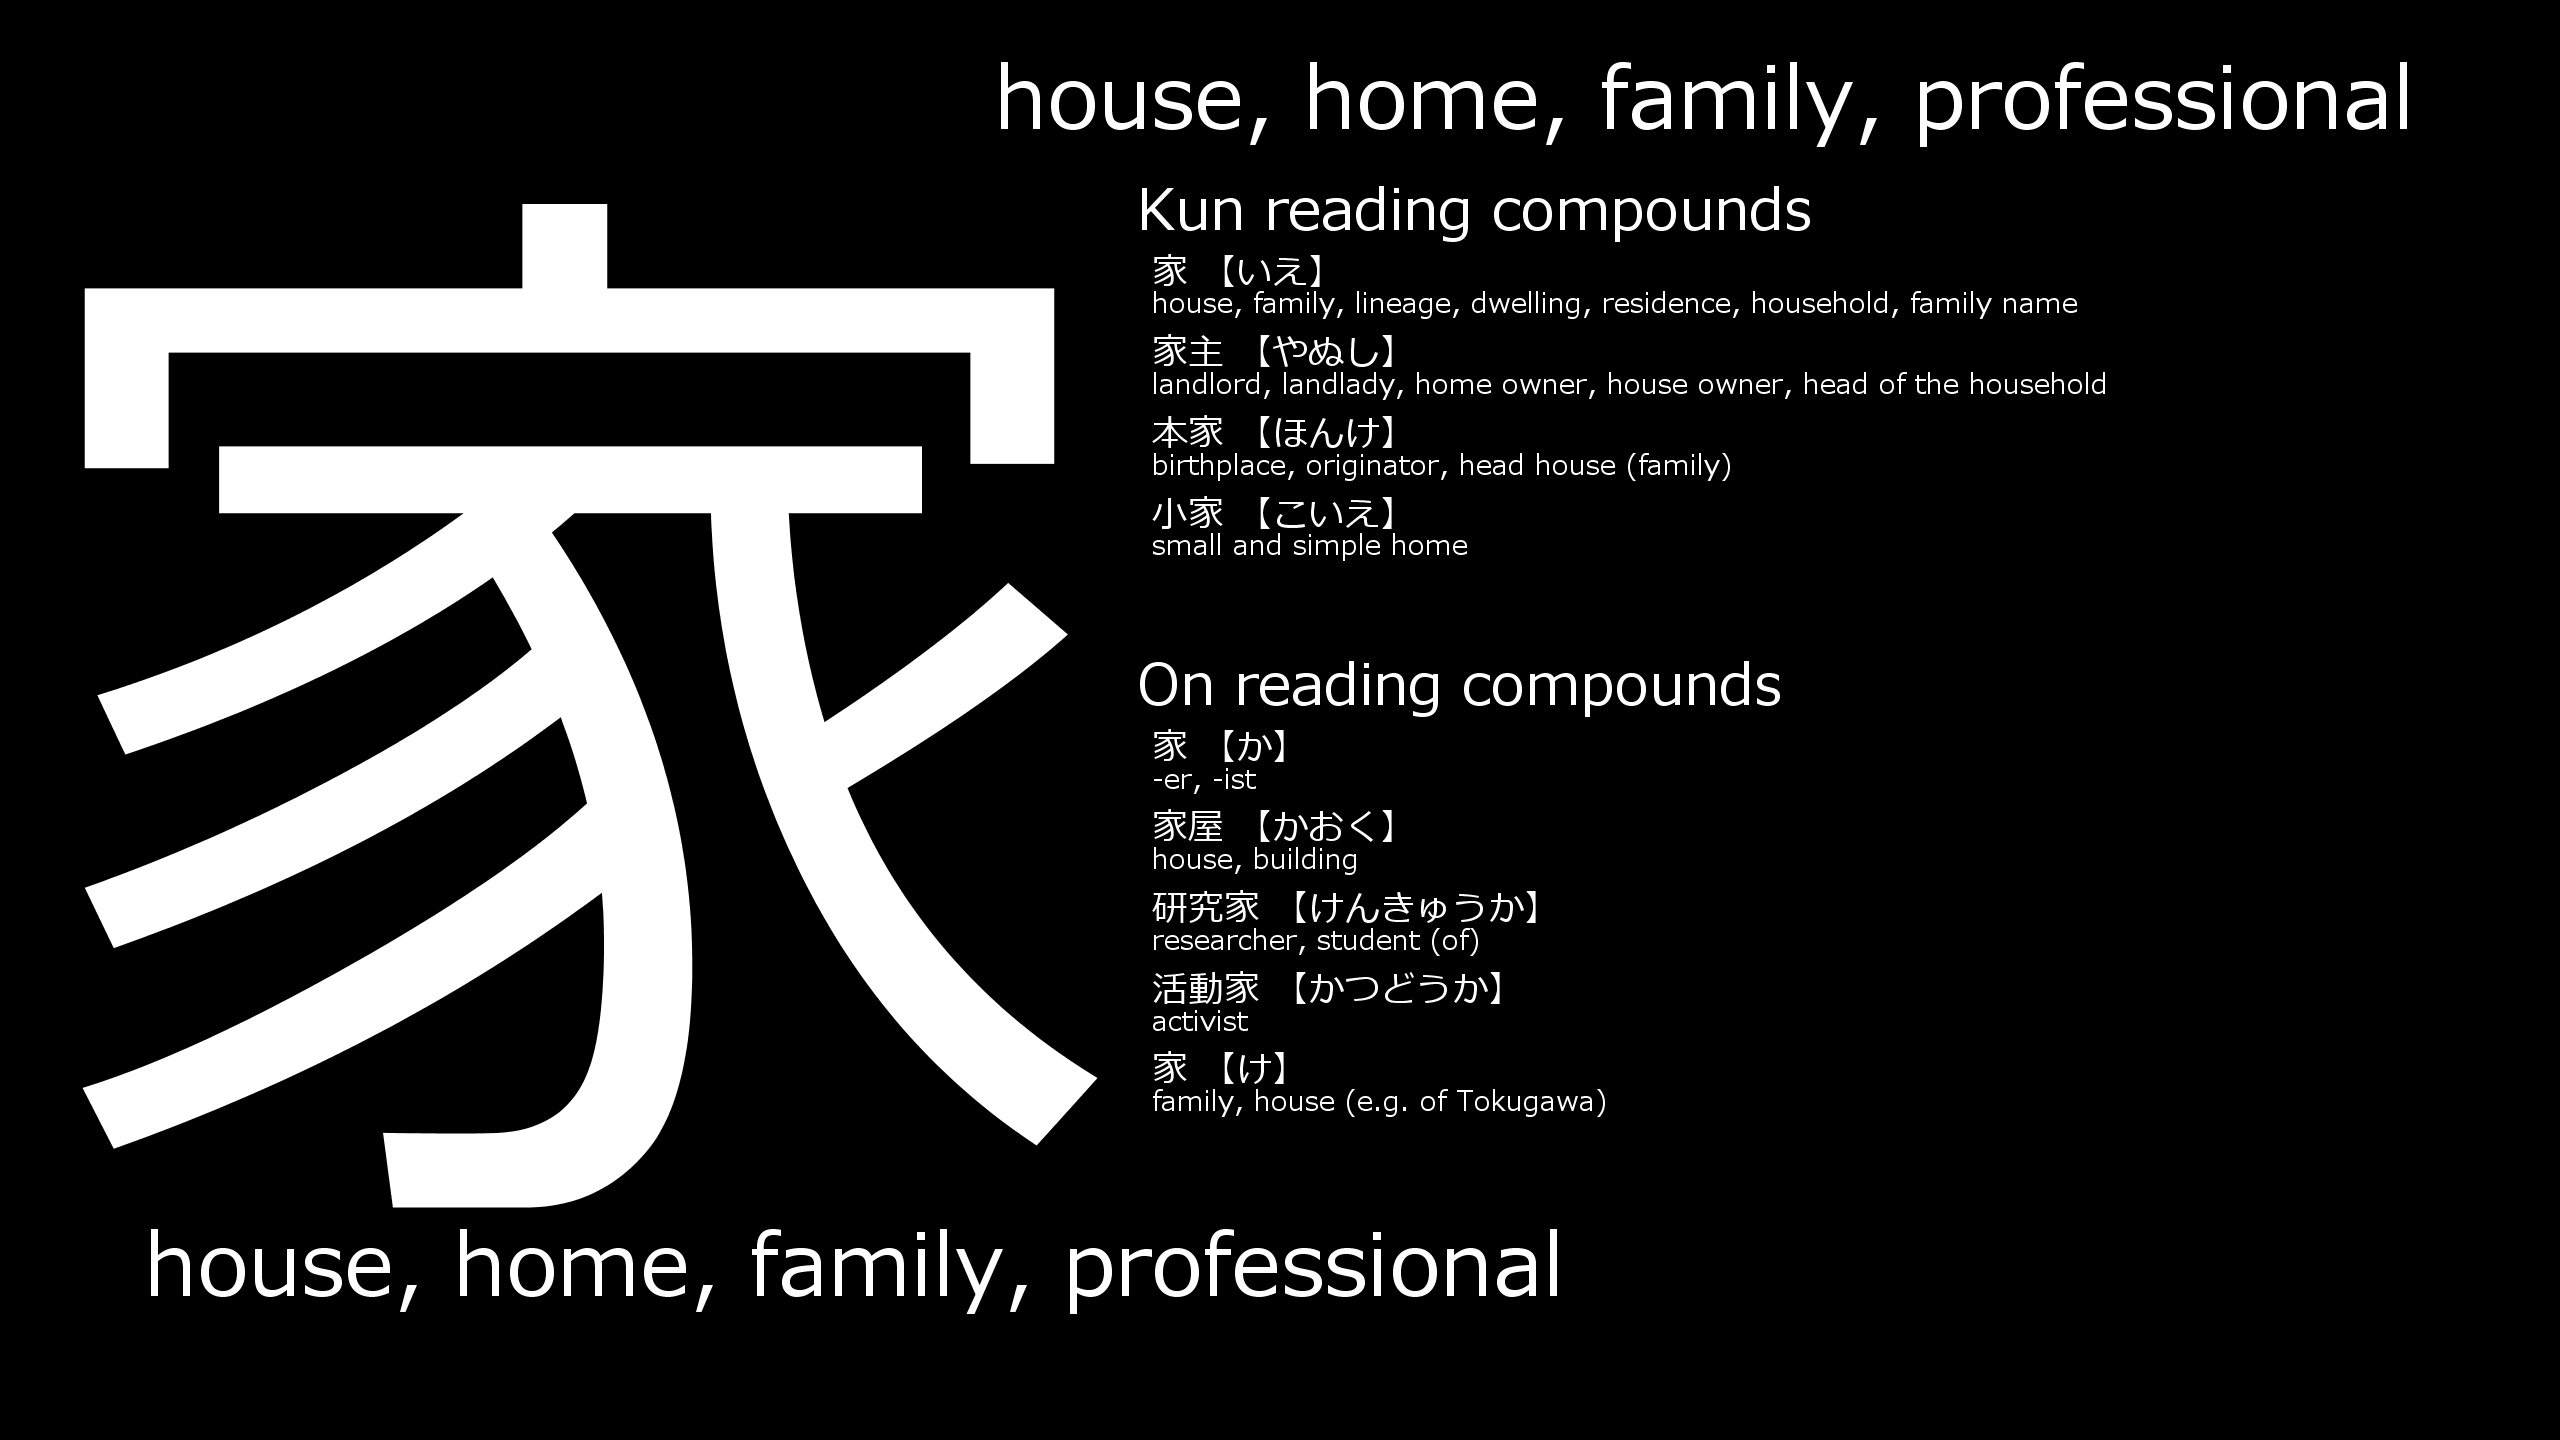 house, home, family, professional
家
Kun reading compounds
家 【いえ】
house, family, lineage, dwelling, residence, household, family name
家主 【やぬし】
landlord, landlady, home owner, house owner, head of the household
本家 【ほんけ】
birthplace, originator, head house (family)
小家 【こいえ】
small and simple home
On reading compounds
家 【か】
-er, -ist
家屋 【かおく】
house, building
研究家 【けんきゅうか】
researcher, student (of)
活動家 【かつどうか】
activist
家 【け】
family, house (e.g. of Tokugawa)
house, home, family, professional